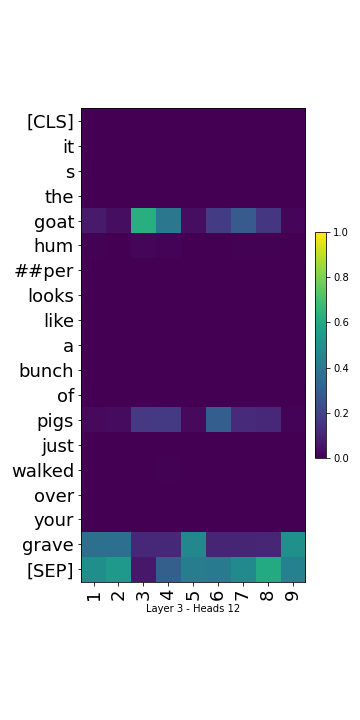 [CLS]
it
s
the
goat
hum
##per
looks
like
a
bunch
of
pigs
just
walked
over
your
grave
[SEP]
1 2 3 4 5 6 7 8 9
Layer 3 - Heads 12
1.0
0.8
0.6
0.4
0.2
0.0